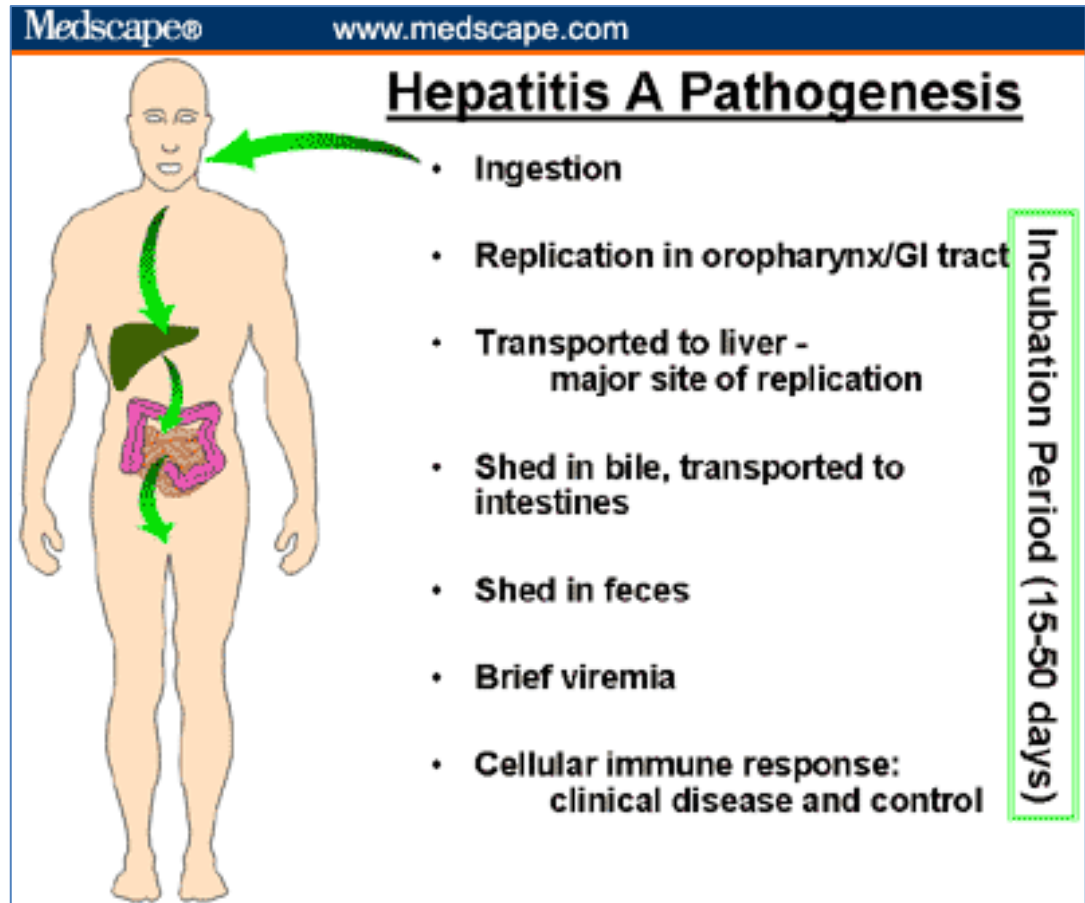 Medscape® www.medscape.com
Hepatitis A Pathogenesis
• Ingestion
• Replication in oropharynx/GI tract
• Transported to liver -
major site of replication
• Shed in bile, transported to
intestines
• Shed in feces
• Brief viremia
• Cellular immune response:
clinical disease and control
Incubation Period (15-50 days)